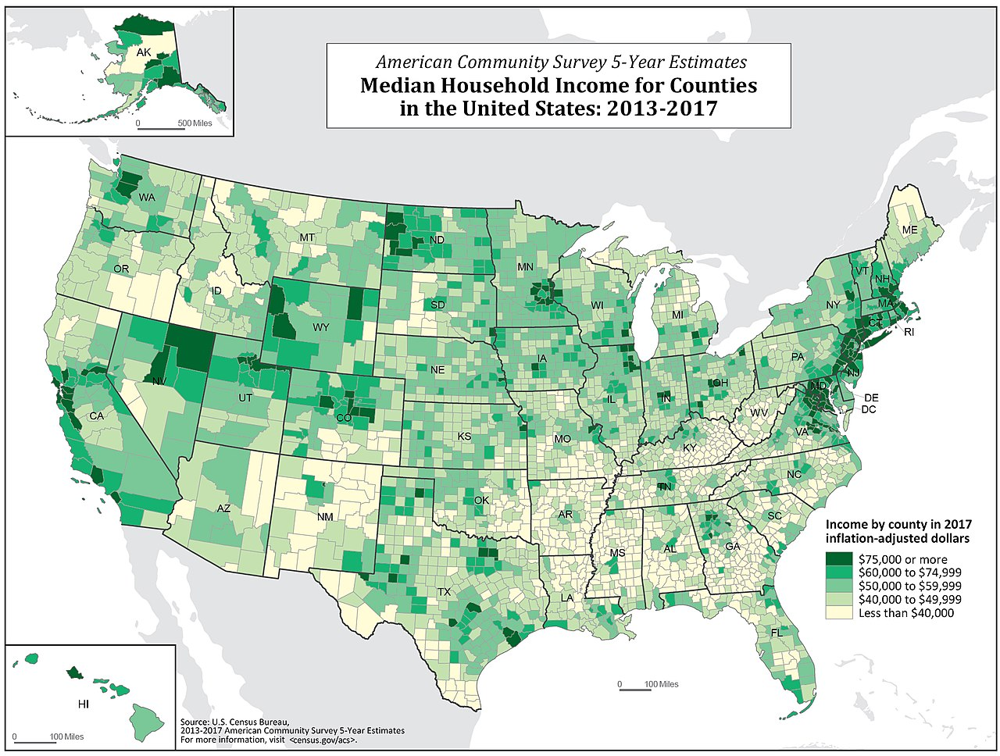 American Community Survey 5-Year Estimates
Median Household Income for Counties
in the United States: 2013-2017
AK
0 500 Miles
WA
MT
ND
MN
ME
OR
ID
WY
SD
WI
MI
NY
VT
NH
MA
CT
RI
NV
UT
CO
NE
IA
IL
IN
OH
PA
NJ
MD
DE
DC
CA
KS
MO
KY
WV
VA
AZ
NM
OK
AR
TN
NC
SC
TX
LA
MS
AL
GA
FL
Income by county in 2017
inflation-adjusted dollars
$75,000 or more
$60,000 to $74,999
$50,000 to $59,999
$40,000 to $49,999
Less than $40,000
0 100 Miles
HI
0 100 Miles
Source: U.S. Census Bureau,
2013-2017 American Community Survey 5-Year Estimates
For more information, visit <census.gov/acs>.